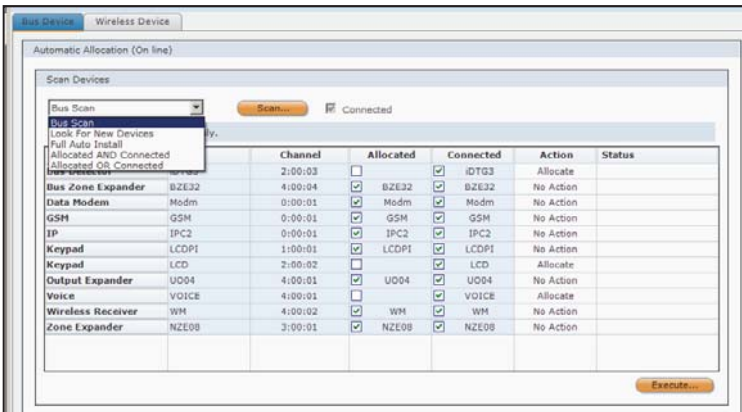 Bus Device Wireless Device
Automatic Allocation (On line)
Scan Devices
Bus Scan Scan... Connected
Bus Scan
Look For New Devices
Full Auto Install
Allocated AND Connected
Allocated OR Connected
Channel Allocated Connected Action Status
Bus Detector iDTG3 2:00:03 iDTG3 Allocate
Bus Zone Expander BZE32 4:00:04 BZE32 BZE32 No Action
Data Modem Modm 0:00:01 Modm Modm No Action
GSM GSM 0:00:01 GSM GSM No Action
IP IPC2 0:00:01 IPC2 IPC2 No Action
Keypad LCDPI 1:00:01 LCDPI LCDPI No Action
Keypad LCD 2:00:02 LCD Allocate
Output Expander UO04 4:00:01 UO04 UO04 No Action
Voice VOICE 4:00:01 VOICE Allocate
Wireless Receiver WM 4:00:02 WM WM No Action
Zone Expander NZE08 3:00:01 NZE08 NZE08 No Action
Execute...